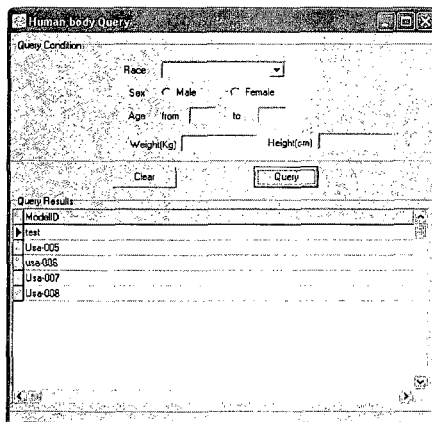 Human body Query
Query Condition
Race
Sex Male Female
Age from to
Weight(Kg) Height(cm)
Clear Query
Query Results
ModelID
test
Usa-005
usa-006
Usa-007
Usa-008